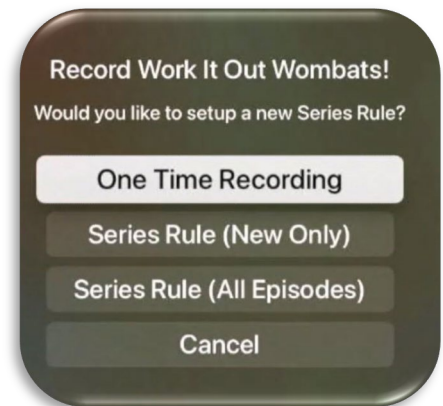 Record Work It Out Wombats!
Would you like to setup a new Series Rule?
One Time Recording
Series Rule (New Only)
Series Rule (All Episodes)
Cancel